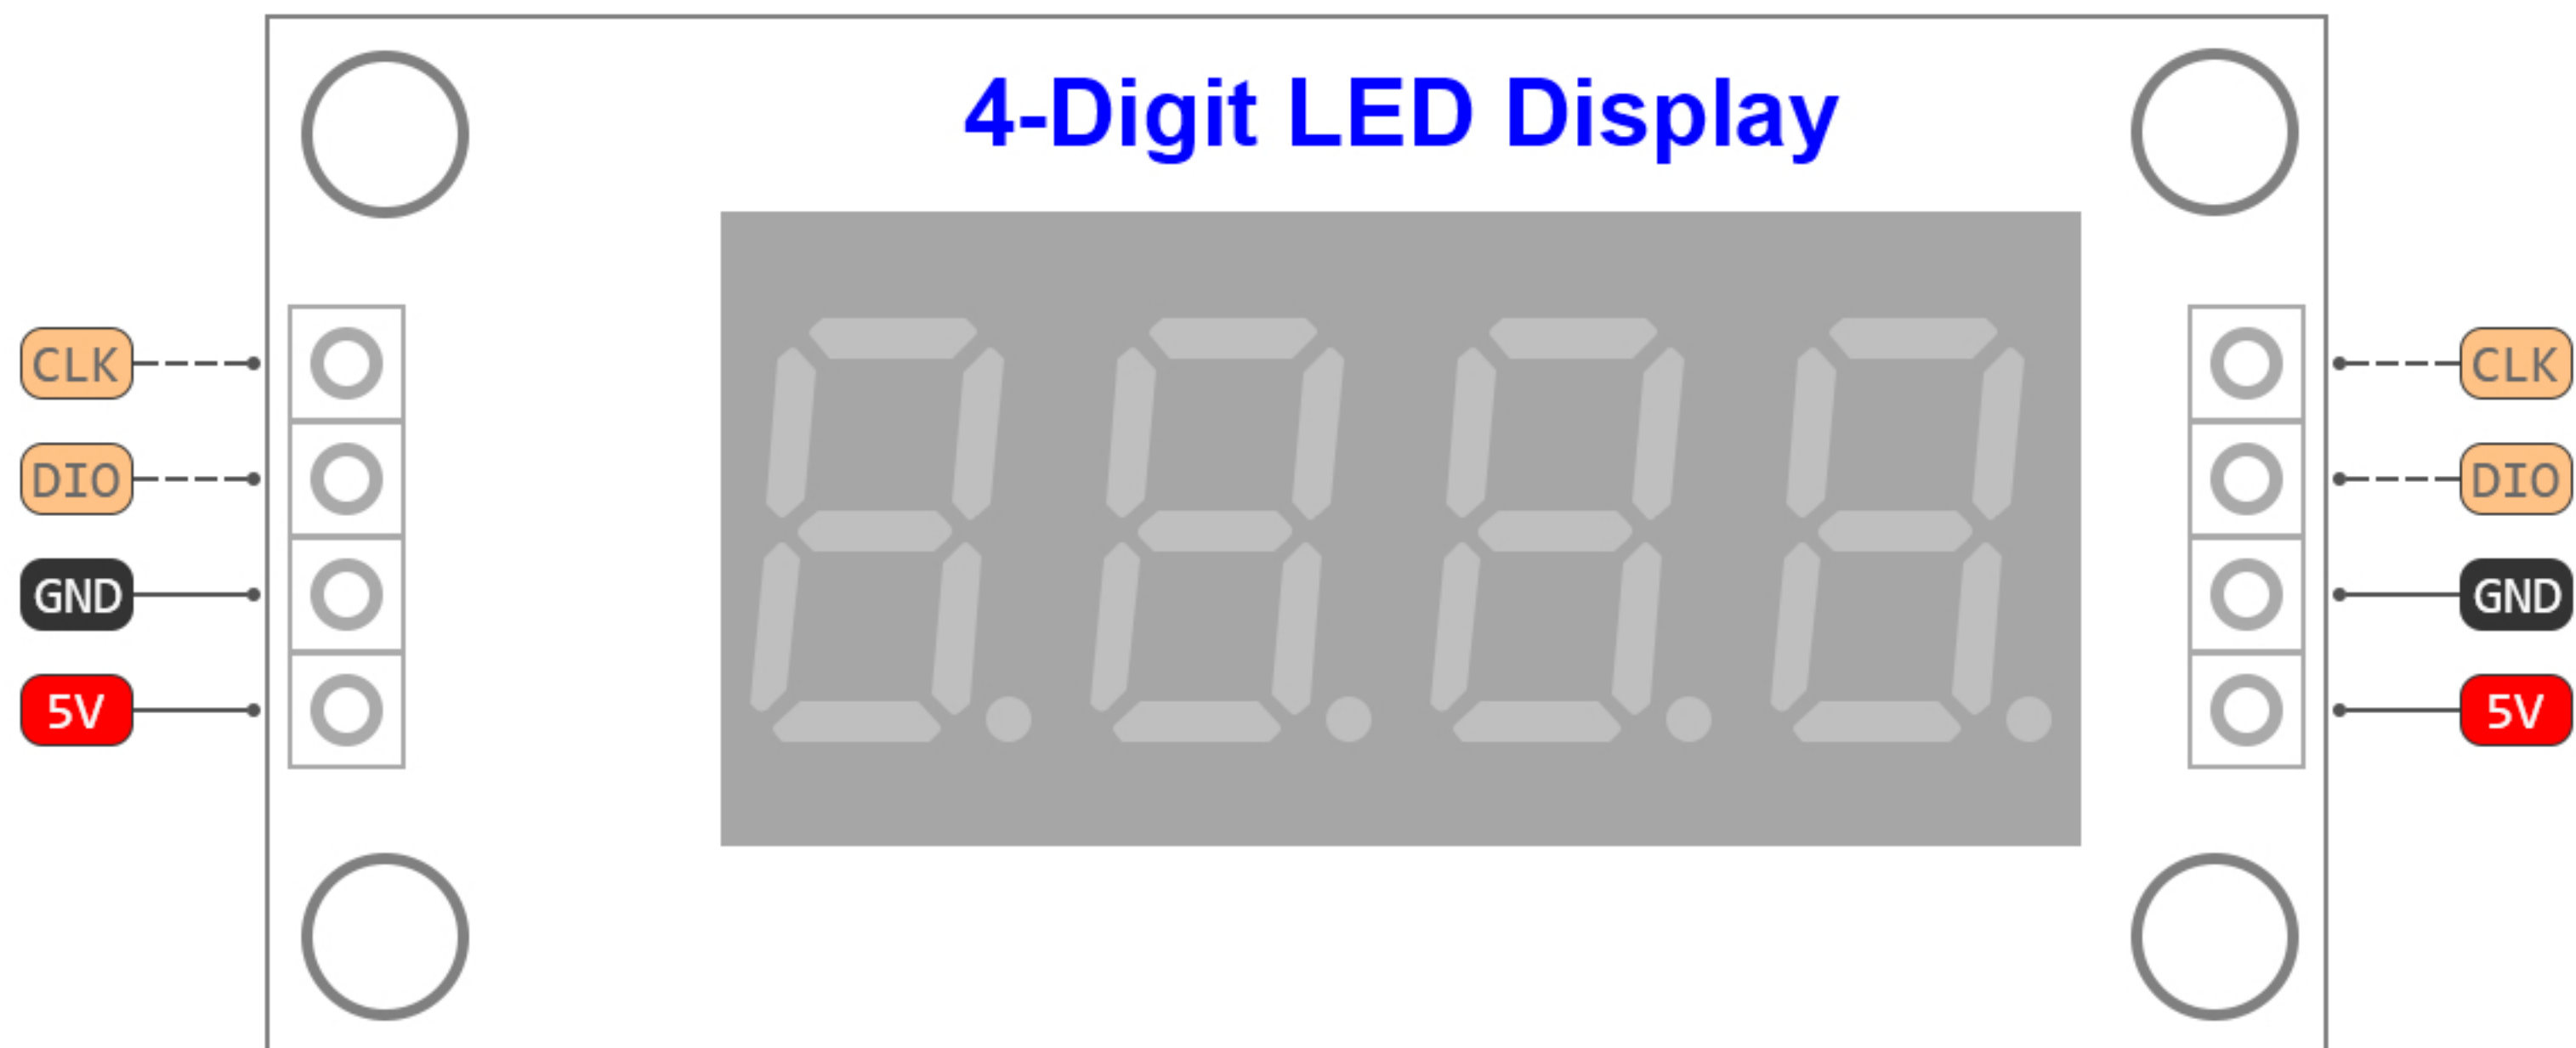 4-Digit LED Display
CLK
CLK
DIO
DIO
GND
GND
5V
5V